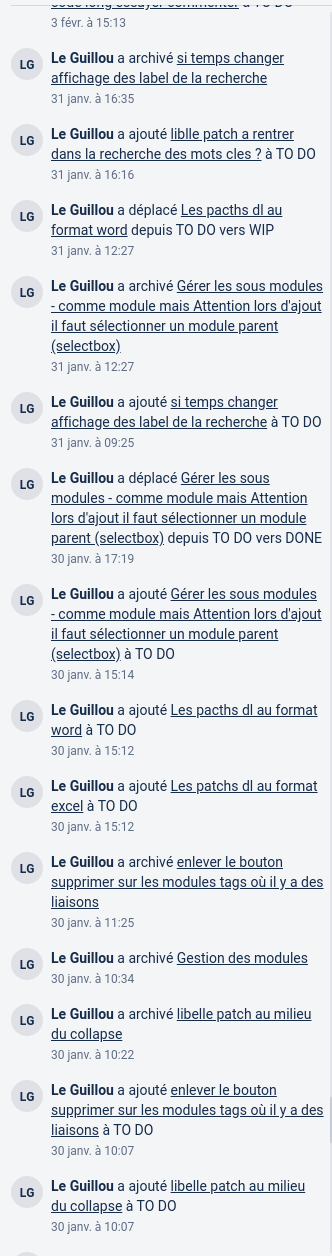 3 févr. à 15:13
LG
Le Guillou a archivé si temps changer
affichage des label de la recherche
31 janv. à 16:35
LG
Le Guillou a ajouté liblle patch a rentrer
dans la recherche des mots cles ? à TO DO
31 janv. à 16:16
LG
Le Guillou a déplacé Les pacths dl au
format word depuis TO DO vers WIP
31 janv. à 12:27
LG
Le Guillou a archivé Gérer les sous modules
- comme module mais Attention lors d'ajout
il faut sélectionner un module parent
(selectbox)
31 janv. à 12:27
LG
Le Guillou a ajouté si temps changer
affichage des label de la recherche à TO DO
31 janv. à 09:25
LG
Le Guillou a déplacé Gérer les sous
modules - comme module mais Attention
lors d'ajout il faut sélectionner un module
parent (selectbox) depuis TO DO vers DONE
30 janv. à 17:19
LG
Le Guillou a ajouté Gérer les sous modules
- comme module mais Attention lors d'ajout
il faut sélectionner un module parent
(selectbox) à TO DO
30 janv. à 15:14
LG
Le Guillou a ajouté Les pacths dl au format
word à TO DO
30 janv. à 15:12
LG
Le Guillou a ajouté Les patchs dl au format
excel à TO DO
30 janv. à 15:12
LG
Le Guillou a archivé enlever le bouton
supprimer sur les modules tags où il y a des
liaisons
30 janv. à 11:25
LG
Le Guillou a archivé Gestion des modules
30 janv. à 10:34
LG
Le Guillou a archivé libelle patch au milieu
du collapse
30 janv. à 10:22
LG
Le Guillou a ajouté enlever le bouton
supprimer sur les modules tags où il y a des
liaisons à TO DO
30 janv. à 10:07
LG
Le Guillou a ajouté libelle patch au milieu
du collapse à TO DO
30 janv. à 10:07